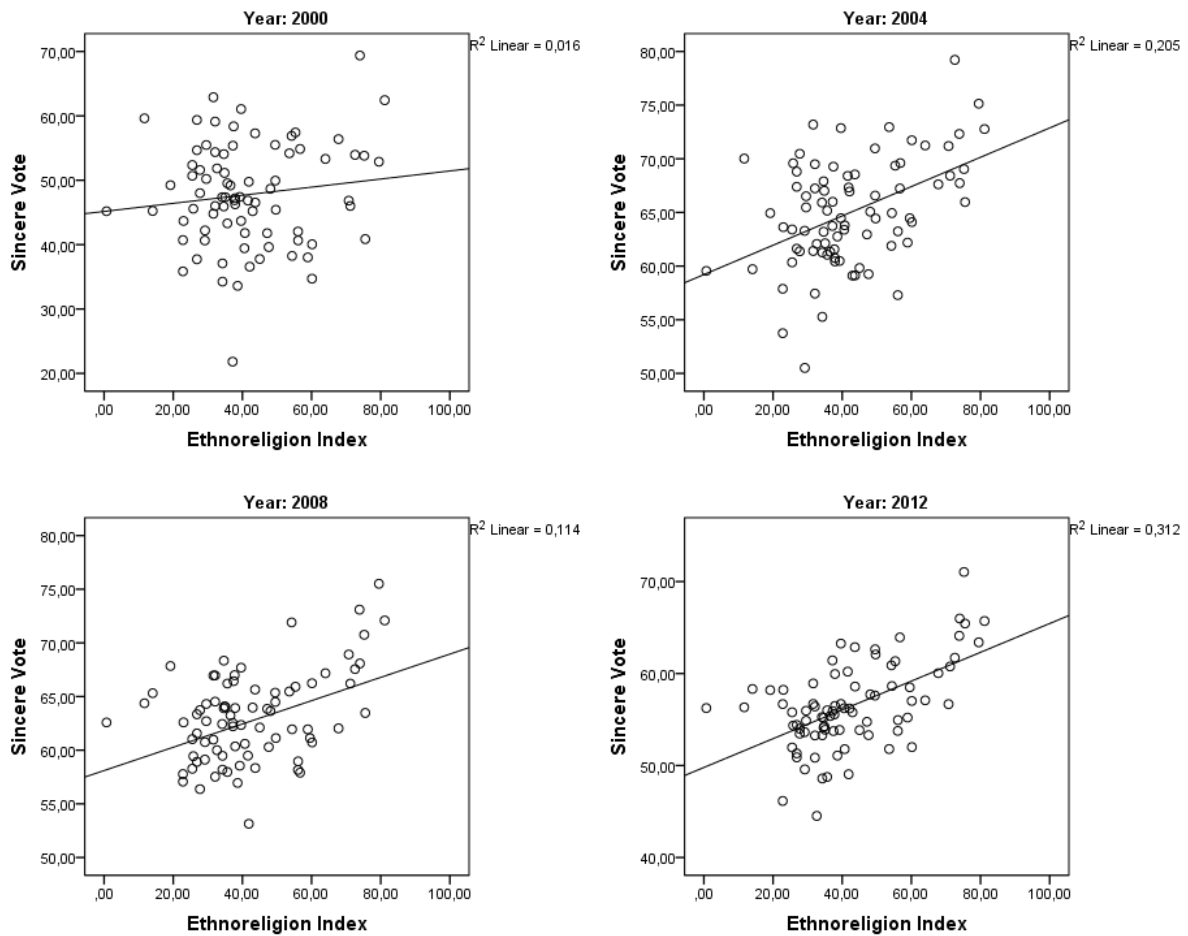 Year: 2000
R2 Linear = 0,016
70,00
60,00
50,00
40,00
30,00
20,00
Sincere Vote
,00 20,00 40,00 60,00 80,00 100,00
Ethnoreligion Index
Year: 2004
R2 Linear = 0,205
80,00
75,00
70,00
65,00
60,00
55,00
50,00
Sincere Vote
,00 20,00 40,00 60,00 80,00 100,00
Ethnoreligion Index
Year: 2008
R2 Linear = 0,114
80,00
75,00
70,00
65,00
60,00
55,00
50,00
Sincere Vote
,00 20,00 40,00 60,00 80,00 100,00
Ethnoreligion Index
Year: 2012
R2 Linear = 0,312
70,00
60,00
50,00
40,00
Sincere Vote
,00 20,00 40,00 60,00 80,00 100,00
Ethnoreligion Index